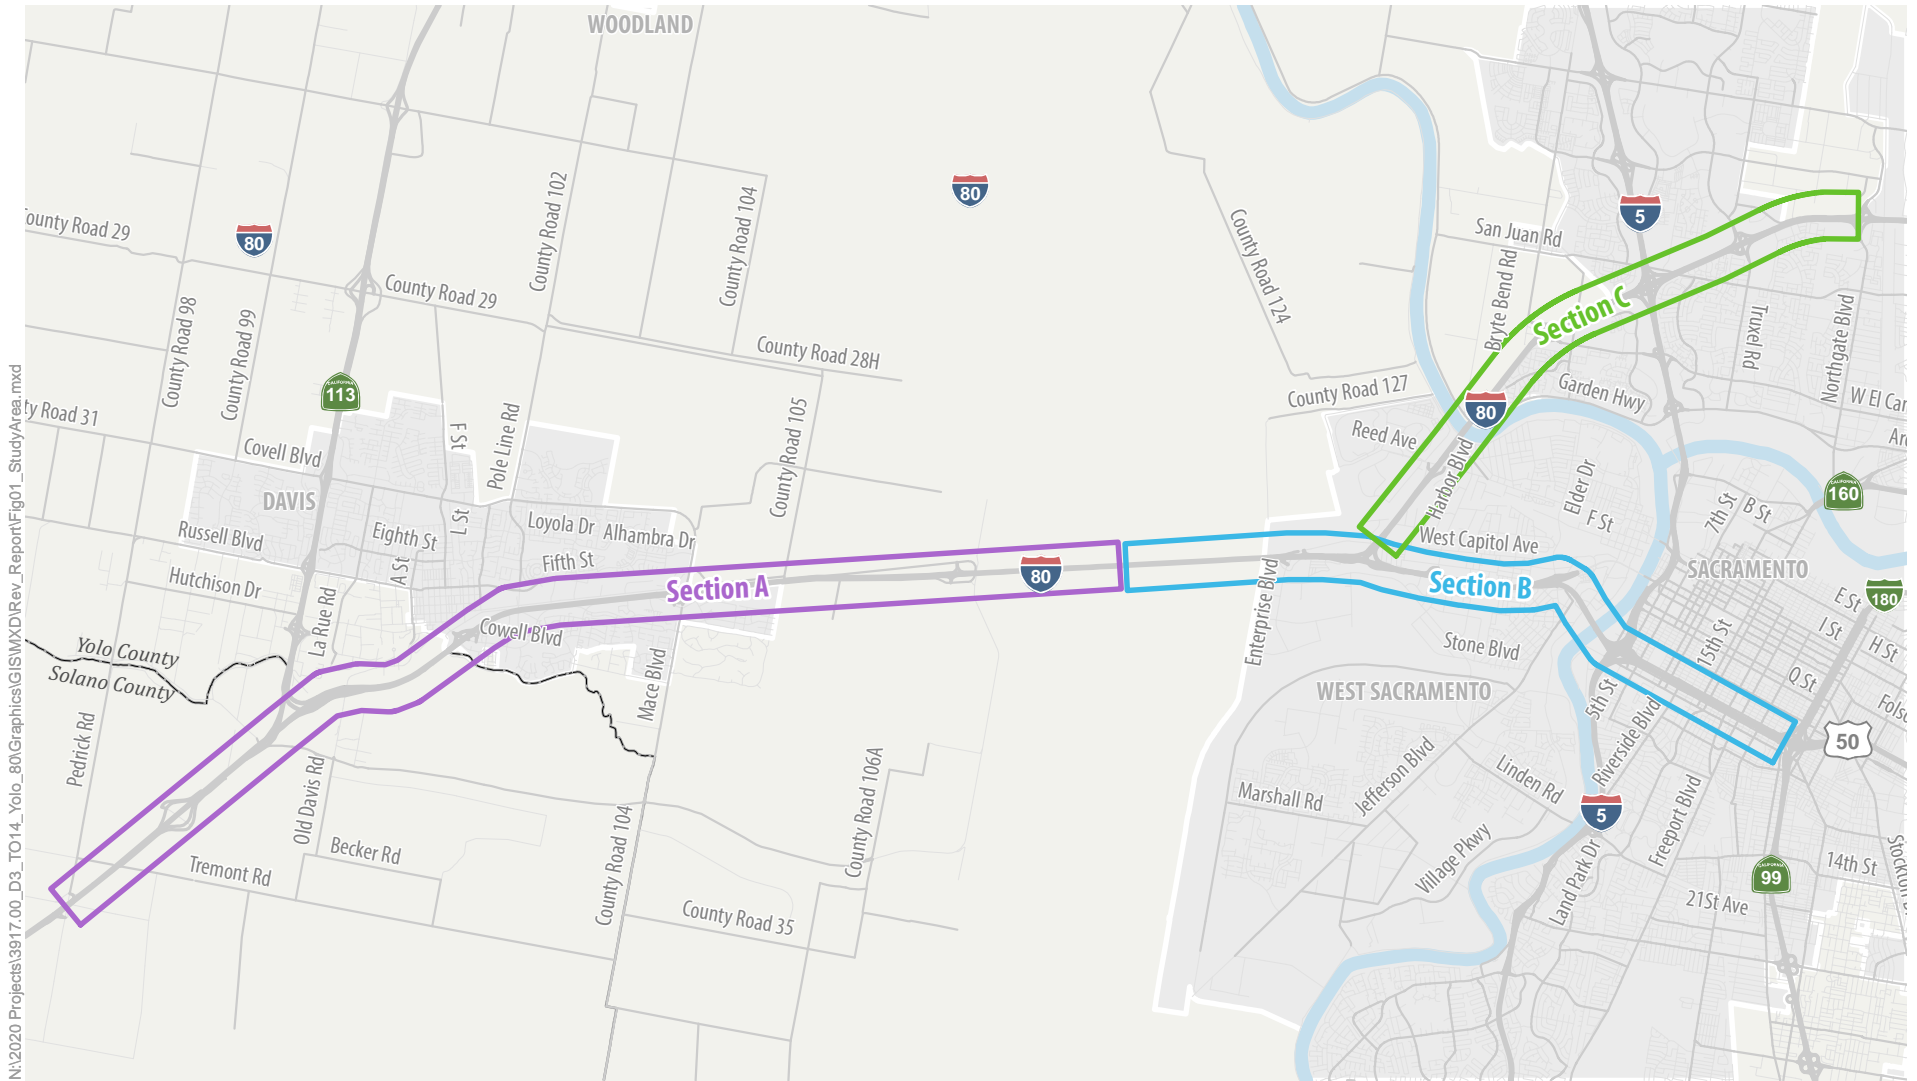 WOODLAND
County Road 102
County Road 104
80
80
ounty Road 29
County Road 29
County Road 98
County Road 99
County Road 28H
County Road 124
San Juan Rd
5
Bryte Bend Rd
Section C
Truxel Rd
Northgate Blvd
CALIFORNIA
113
ty Road 31
Covell Blvd
F St
Pole Line Rd
County Road 105
County Road 127
Reed Ave
80
Garden Hwy
W El Ca
Ar
Harbor Blvd
DAVIS
Russell Blvd
Eighth St
L St
Loyola Dr
Alhambra Dr
Fifth St
A St
Hutchison Dr
La Rue Rd
Section A
80
Cowell Blvd
Mace Blvd
Enterprise Blvd
West Capitol Ave
Section B
Elder Dr
F St
7th St
B St
CALIFORNIA
160
SACRAMENTO
180
E St
I St
H St
15th St
Q St
Folso
Stone Blvd
WEST SACRAMENTO
5th St
Riverside Blvd
50
Yolo County
Solano County
Pedrick Rd
Old Davis Rd
Becker Rd
Tremont Rd
County Road 104
County Road 106A
County Road 35
Marshall Rd
Jefferson Blvd
Linden Rd
Village Pkwy
5
Freeport Blvd
Land Park Dr
CALIFORNIA
99
21St Ave
14th St
N:\2020 Projects\3917.00_D3_TO14_Yolo_80\Graphics\GIS\MXD\Rev_Report\Fig01_StudyArea.mxd